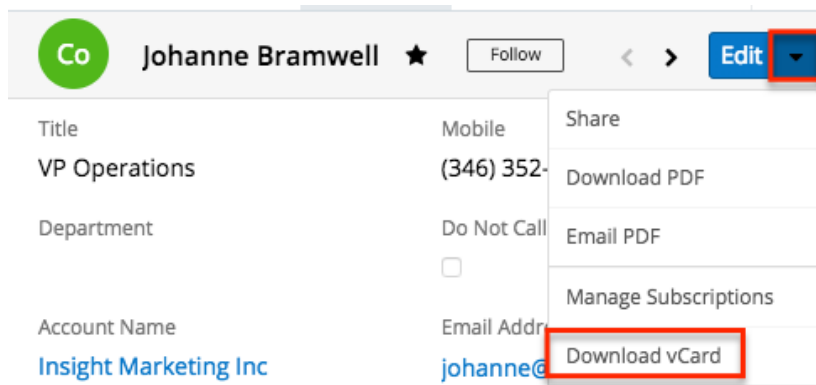 Co
Johanne Bramwell
Follow
Edit
Title
VP Operations
Department
Account Name
Insight Marketing Inc
Mobile
(346) 352-
Do Not Call
Email Addr
johanne@
Share
Download PDF
Email PDF
Manage Subscriptions
Download vCard